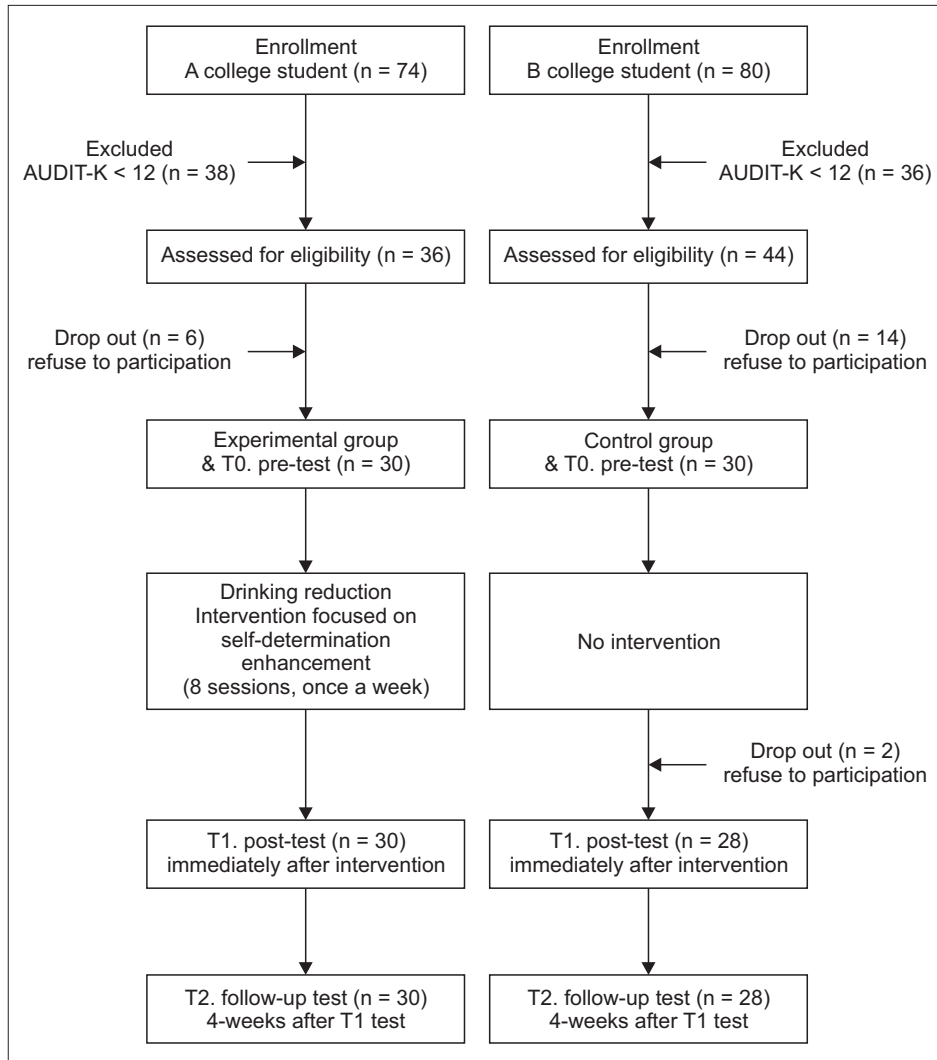 Enrollment
A college student (n = 74)
Enrollment
B college student (n = 80)
Excluded
AUDIT-K < 12 (n = 38)
Excluded
AUDIT-K < 12 (n = 36)
Assessed for eligibility (n = 36)
Assessed for eligibility (n = 44)
Drop out (n = 6)
refuse to participation
Drop out (n = 14)
refuse to participation
Experimental group
& T0. pre-test (n = 30)
Control group
& T0. pre-test (n = 30)
Drinking reduction
Intervention focused on
self-determination
enhancement
(8 sessions, once a week)
No intervention
Drop out (n = 2)
refuse to participation
T1. post-test (n = 30)
immediately after intervention
T1. post-test (n = 28)
immediately after intervention
T2. follow-up test (n = 30)
4-weeks after T1 test
T2. follow-up test (n = 28)
4-weeks after T1 test